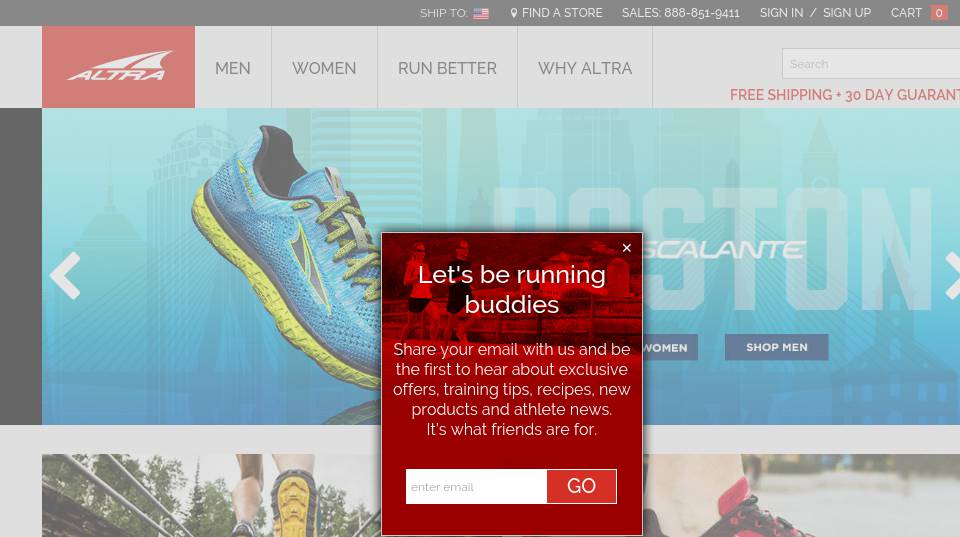 SHIP TO:
FIND A STORE
SALES: 888-851-9411
SIGN IN / SIGN UP
CART 0
ALTRA
MEN
WOMEN
RUN BETTER
WHY ALTRA
Search
FREE SHIPPING + 30 DAY GUARANT
BOSTON
ESCALANTE
WOMEN
SHOP MEN
×
Let's be running
buddies
Share your email with us and be
the first to hear about exclusive
offers, training tips, recipes, new
products and athlete news.
It's what friends are for.
enter email
GO